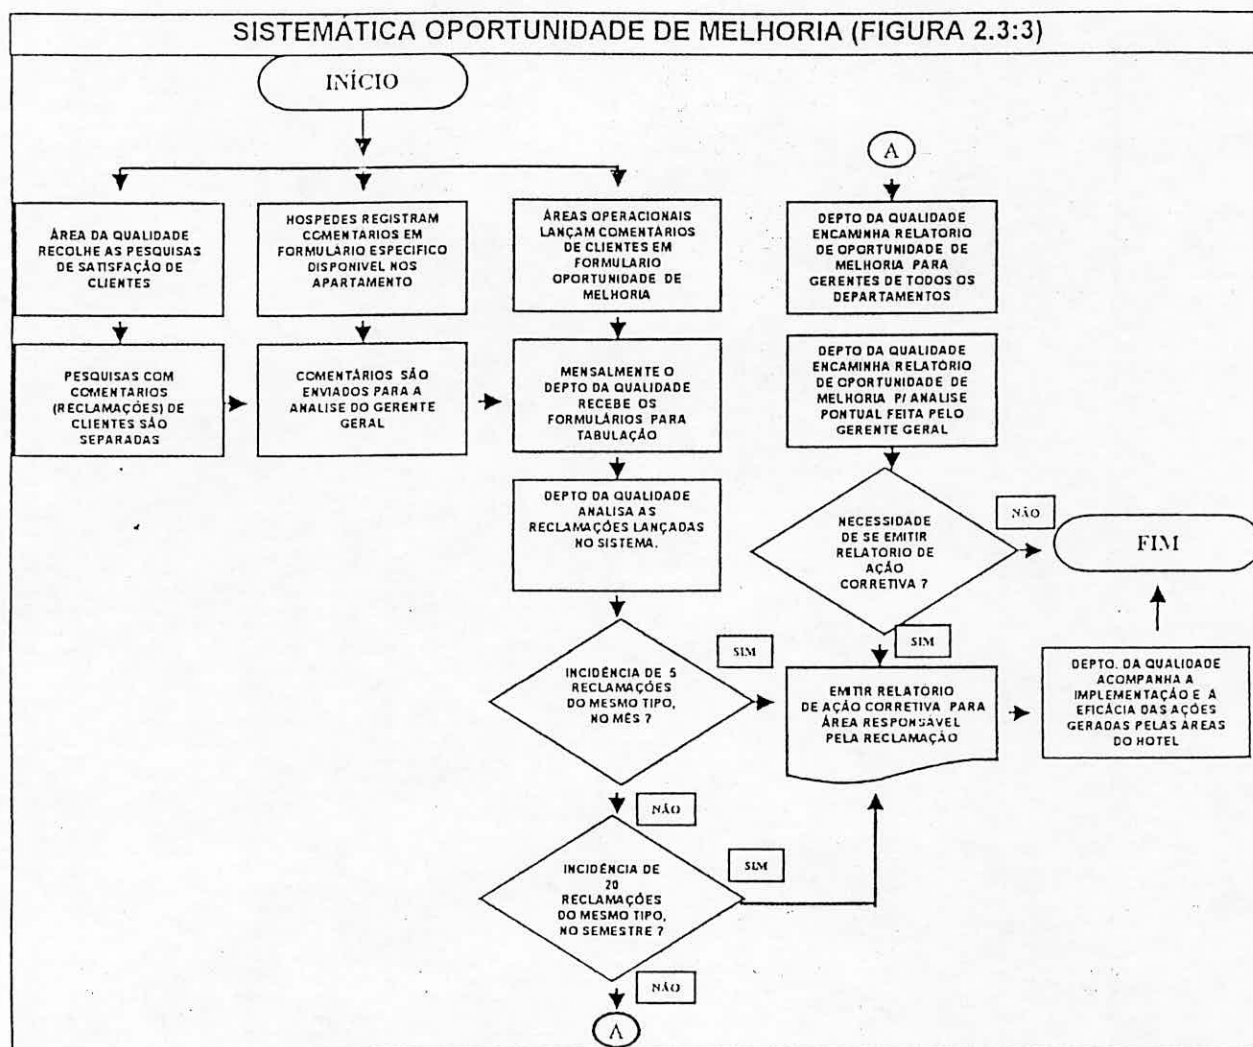 SISTEMÁTICA OPORTUNIDADE DE MELHORIA (FIGURA 2.3:3)
INÍCIO
ÁREA DA QUALIDADE
RECOLHE AS PESQUISAS
DE SATISFAÇÃO DE
CLIENTES
HOSPEDES REGISTRAM
COMENTÁRIOS EM
FORMULÁRIO ESPECIFICO
DISPONIVEL NOS
APARTAMENTO
ÁREAS OPERACIONAIS
LANÇAM COMENTÁRIOS
DE CLIENTES EM
FORMULARIO
OPORTUNIDADE DE
MELHORIA
PESQUISAS COM
COMENTARIOS
(RECLAMAÇÕES) DE
CLIENTES SÃO
SEPARADAS
COMENTÁRIOS SÃO
ENVIADOS PARA A
ANALISE DO GERENTE
GERAL
MENSALMENTE O
DEPTO DA QUALIDADE
RECEBE OS
FORMULÁRIOS PARA
TABULAÇÃO
DEPTO DA QUALIDADE
ANALISA AS
RECLAMAÇÕES LANÇADAS
NO SISTEMA.
INCIDÊNCIA DE 5
RECLAMAÇÕES
DO MESMO TIPO,
NO MÊS ?
SIM
NÃO
INCIDÊNCIA DE
20
RECLAMAÇÕES
DO MESMO TIPO,
NO SEMESTRE ?
SIM
NÃO
A
A
DEPTO DA QUALIDADE
ENCAMINHA RELATORIO
DE OPORTUNIDADE DE
MELHORIA PARA
GERENTES DE TODOS OS
DEPARTAMENTOS
DEPTO DA QUALIDADE
ENCAMINHA RELATÓRIO
DE OPORTUNIDADE DE
MELHORIA P/ ANALISE
PONTUAL FEITA PELO
GERENTE GERAL
NECESSIDADE
DE SE EMITIR
RELATÓRIO DE
AÇÃO
CORRETIVA ?
NÃO
SIM
FIM
EMITIR RELATÓRIO
DE AÇÃO CORRETIVA PARA
ÁREA RESPONSÁVEL
PELA RECLAMAÇÃO
DEPTO. DA QUALIDADE
ACOMPANHA A
IMPLEMENTAÇÃO E A
EFICÁCIA DAS AÇÕES
GERADAS PELAS ÁREAS
DO HOTEL